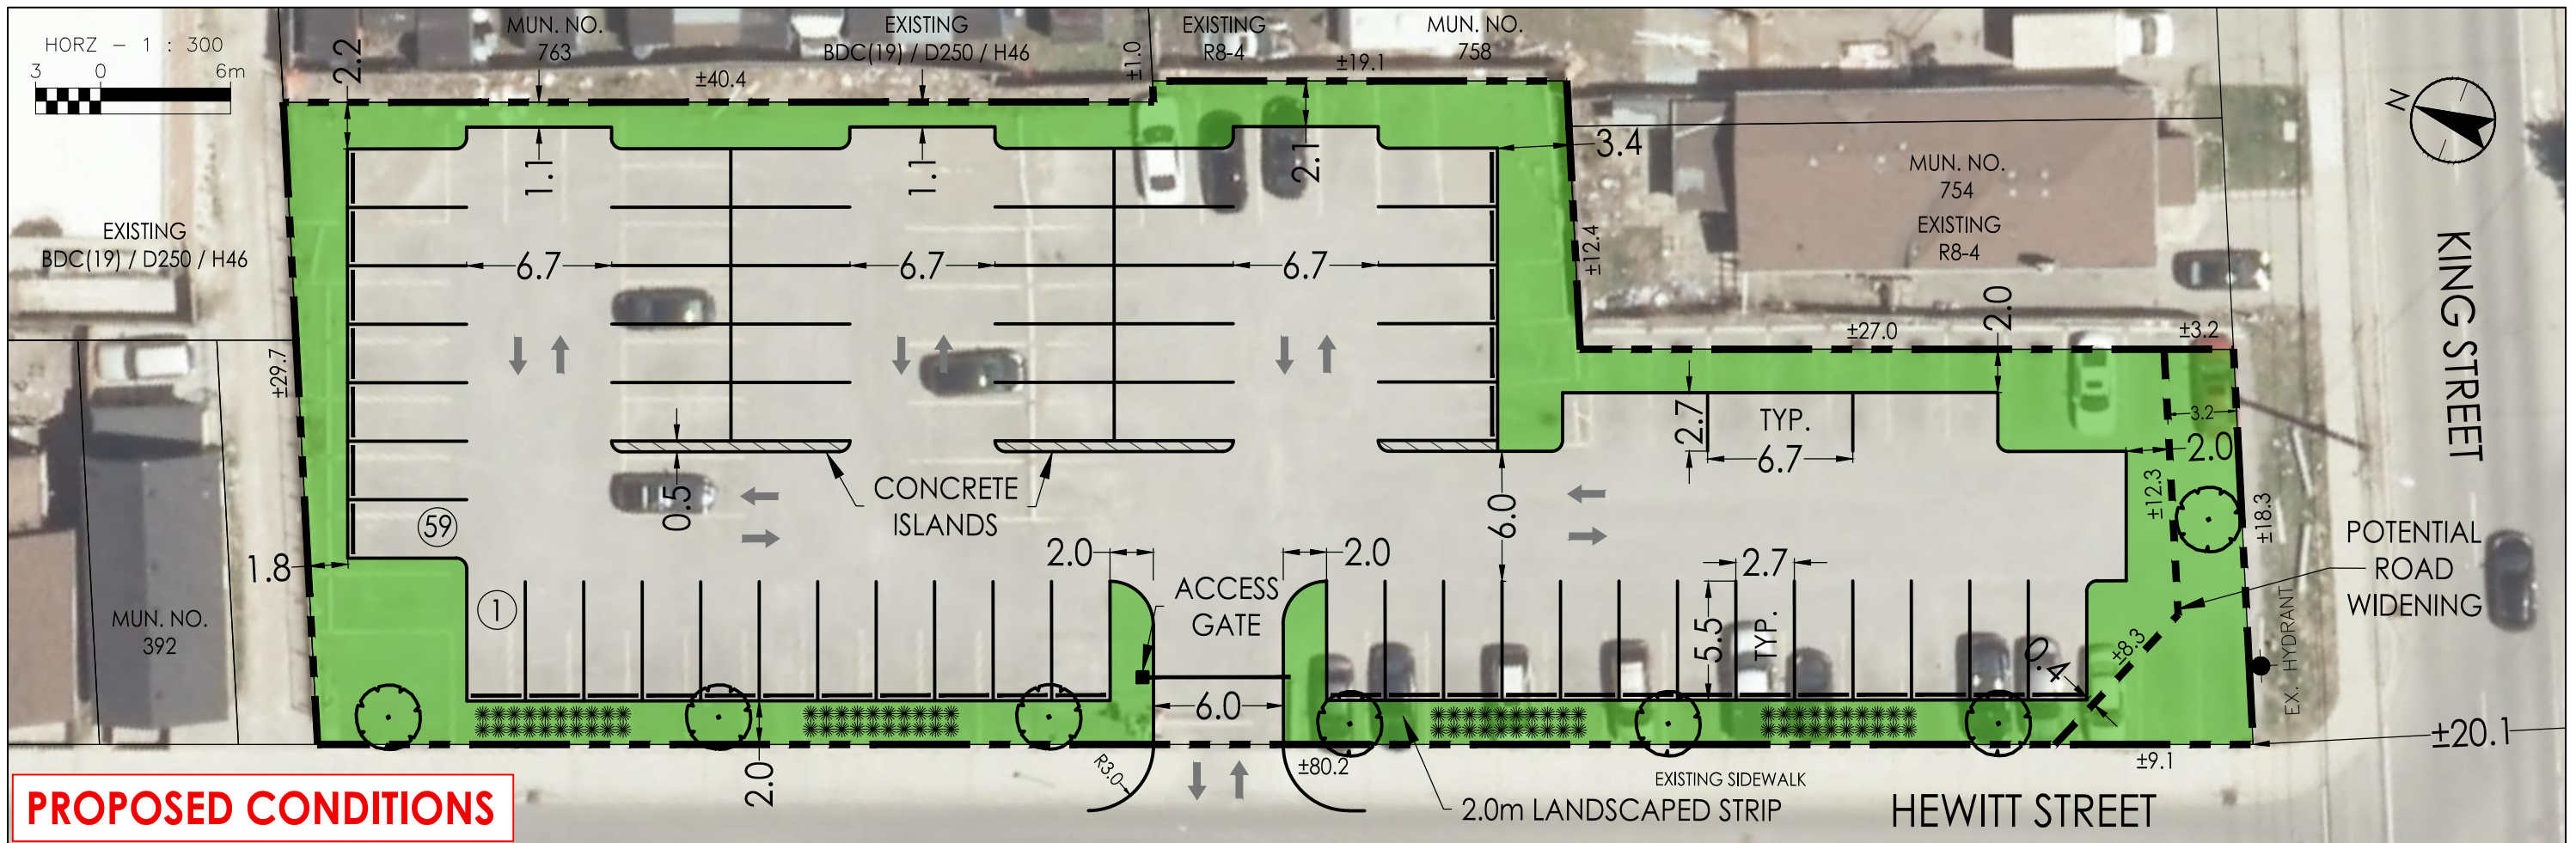 HORZ - 1 : 300
3 0 6m
2.2
MUN. NO.
763
EXISTING
BDC(19) / D250 / H46
±40.4
±1.0
EXISTING
R8-4
MUN. NO.
758
±19.1
N
1.1
1.1
2.1
3.4
MUN. NO.
754
EXISTING
R8-4
EXISTING
BDC(19) / D250 / H46
6.7
6.7
6.7
±12.4
KING STREET
±29.7
±27.0
2.0
±3.2
2.7
TYP.
6.7
3.2
2.0
CONCRETE
ISLANDS
0.5
59
6.0
±12.3
±18.3
POTENTIAL
ROAD
WIDENING
1.8
2.0
2.0
2.7
ACCESS
GATE
1
MUN. NO.
392
5.5
TYP.
0.4
±8.3
EX. HYDRANT
6.0
±20.1
R3.0
2.0
±80.2
±9.1
EXISTING SIDEWALK
2.0m LANDSCAPED STRIP
HEWITT STREET
PROPOSED CONDITIONS